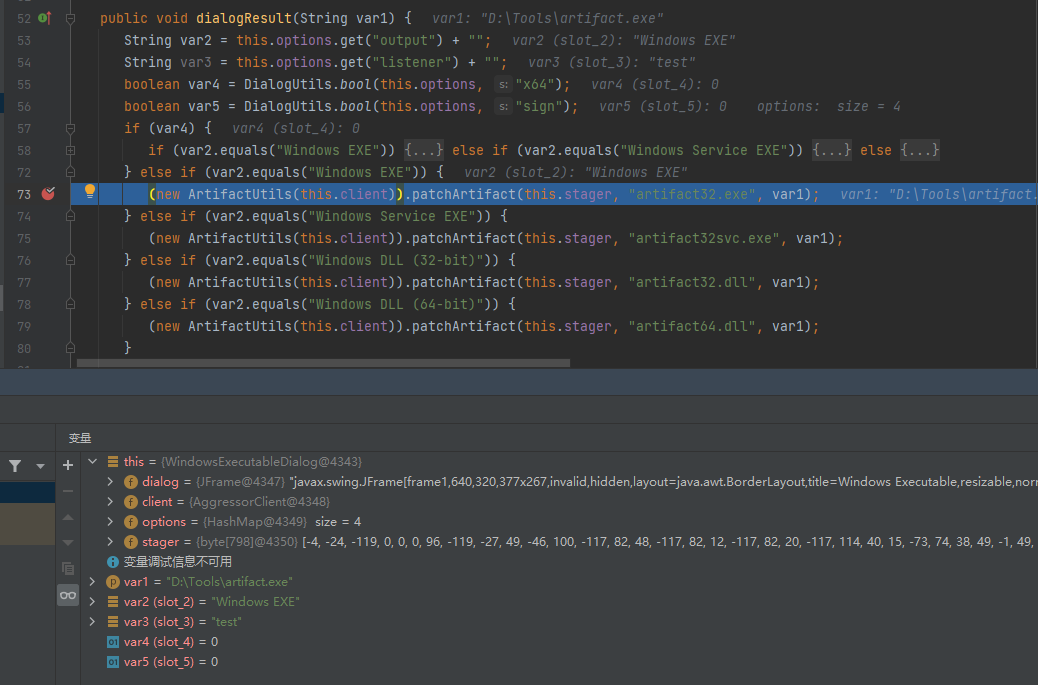 52 public void dialogResult(String var1) { var1: "D:\Tools\artifact.exe"
53 String var2 = this.options.get("output") + ""; var2 (slot_2): "Windows EXE"
54 String var3 = this.options.get("listener") + ""; var3 (slot_3): "test"
55 boolean var4 = DialogUtils.bool(this.options, s: "x64"); var4 (slot_4): 0
56 boolean var5 = DialogUtils.bool(this.options, s: "sign"); var5 (slot_5): 0 options: size = 4
57 if (var4) { var4 (slot_4): 0
58 if (var2.equals("Windows EXE")) {...} else if (var2.equals("Windows Service EXE")) {...} else {...}
72 } else if (var2.equals("Windows EXE")) { var2 (slot_2): "Windows EXE"
73 (new ArtifactUtils(this.client)).patchArtifact(this.stager, "artifact32.exe", var1); var1: "D:\Tools\artifact.
74 } else if (var2.equals("Windows Service EXE")) {
75 (new ArtifactUtils(this.client)).patchArtifact(this.stager, "artifact32svc.exe", var1);
76 } else if (var2.equals("Windows DLL (32-bit)")) {
77 (new ArtifactUtils(this.client)).patchArtifact(this.stager, "artifact32.dll", var1);
78 } else if (var2.equals("Windows DLL (64-bit)")) {
79 (new ArtifactUtils(this.client)).patchArtifact(this.stager, "artifact64.dll", var1);
80 }
变量
this = {WindowsExecutableDialog@4343}
dialog = {JFrame@4347} "javax.swing.JFrame[frame1,640,320,377x267,invalid,hidden,layout=java.awt.BorderLayout,title=Windows Executable,resizable,norr
client = {AggressorClient@4348}
options = {HashMap@4349} size = 4
stager = {byte[798]@4350} [-4, -24, -119, 0, 0, 0, 96, -119, -27, 49, -46, 100, -117, 82, 48, -117, 82, 12, -117, 82, 20, -117, 114, 40, 15, -73, 74, 38, 49, -1, 49,
变量调试信息不可用
var1 = "D:\Tools\artifact.exe"
var2 (slot_2) = "Windows EXE"
var3 (slot_3) = "test"
var4 (slot_4) = 0
var5 (slot_5) = 0